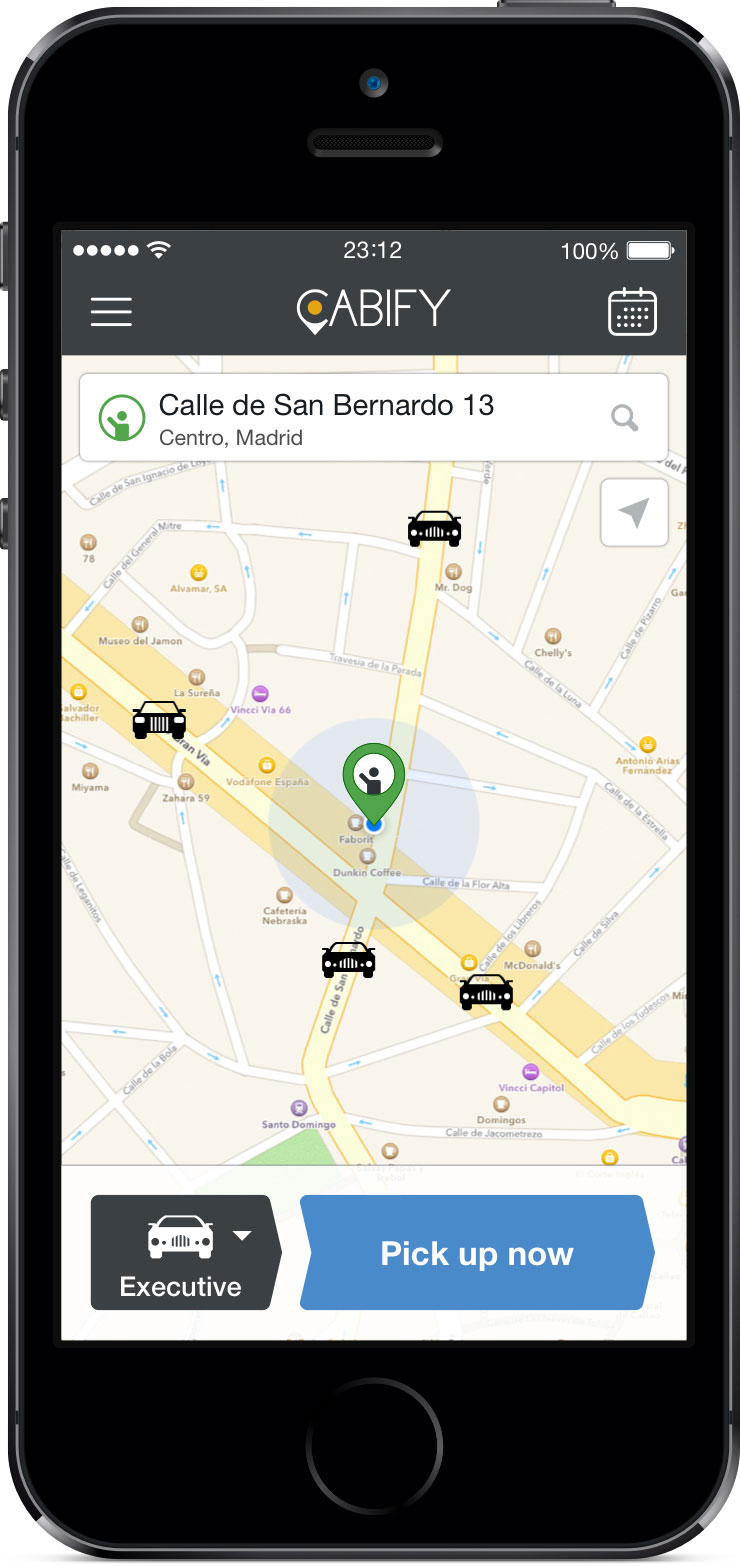 23:12
100%
CABIFY
Calle de San Bernardo 13
Centro, Madrid
Calle de San Ignacio de
78
Calle del General Mitre
Alvamar, SA
Mr. Dog
Museo del Jamon
Chelly's
Calle de Pizarro
Travesia de la Parada
La Sureña
Vincci Via 66
Calle de la Luna
Gran Via
Antonio Arias
Fernandez
Miyama
Zahara 59
Vodafone España
Calle de la Estrella
Faborit
Dunkin Coffee
Calle de la Flor Alta
Calle de Leganitos
Cafetería
Nebraska
Calle de los Libreros
Calle de Silva
McDonald's
Calle de San
Calle de los Tudescos
Calle de la Bola
Vincci Capitol
Santo Domingo
Domingos
Calle de Jacometrezo
Executive
Pick up now